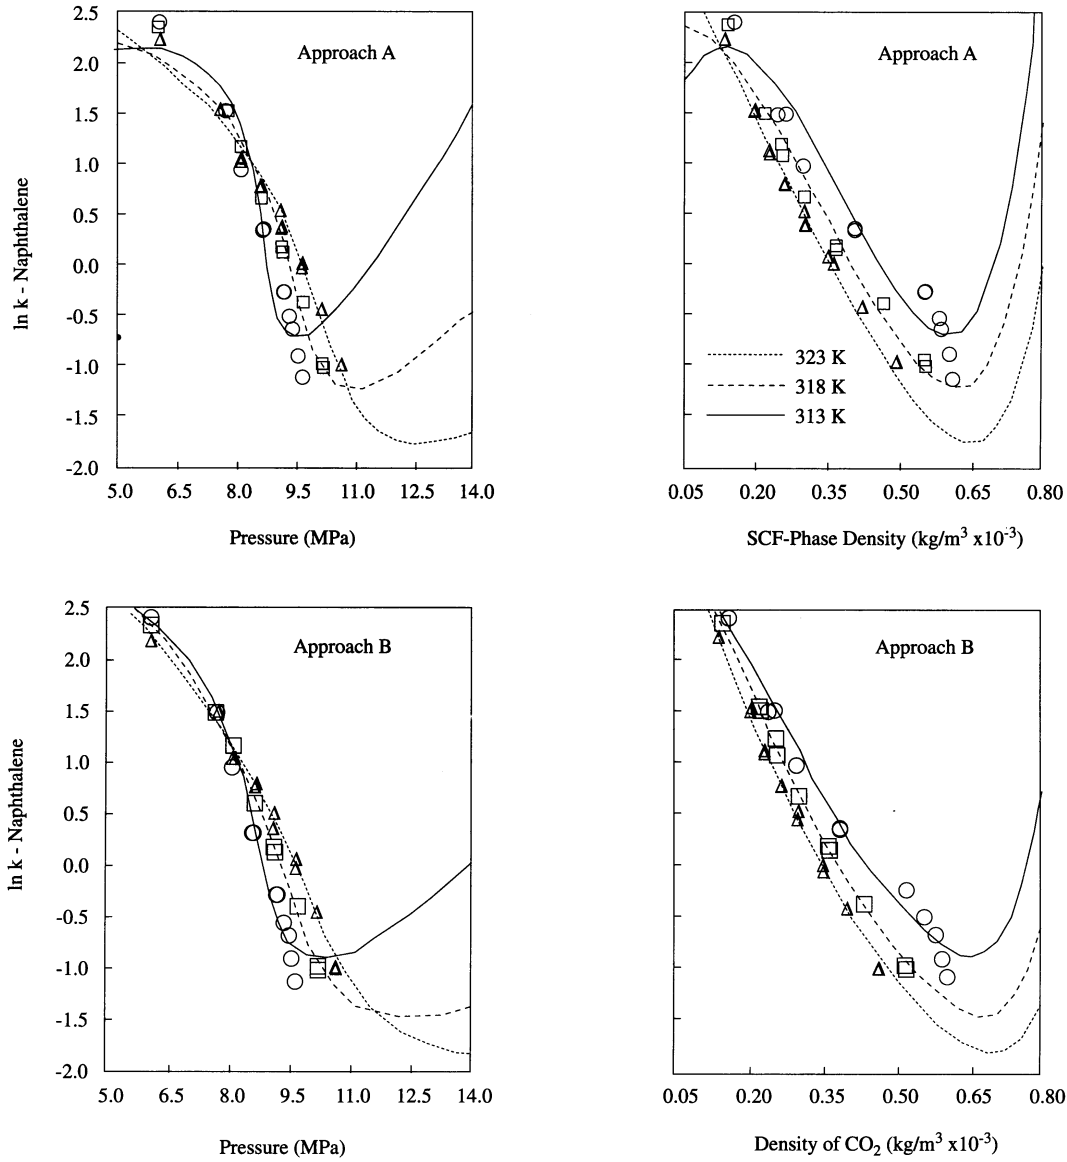 Approach A
ln k - Naphthalene
2.5
2.0
1.5
1.0
0.5
0.0
-0.5
-1.0
-1.5
-2.0
5.0 6.5 8.0 9.5 11.0 12.5 14.0
Pressure (MPa)
Approach A
323 K
318 K
313 K
0.05 0.20 0.35 0.50 0.65 0.80
SCF-Phase Density (kg/m³ x10⁻³)
Approach B
ln k - Naphthalene
2.5
2.0
1.5
1.0
0.5
0.0
-0.5
-1.0
-1.5
-2.0
5.0 6.5 8.0 9.5 11.0 12.5 14.0
Pressure (MPa)
Approach B
0.05 0.20 0.35 0.50 0.65 0.80
Density of CO₂ (kg/m³ x10⁻³)